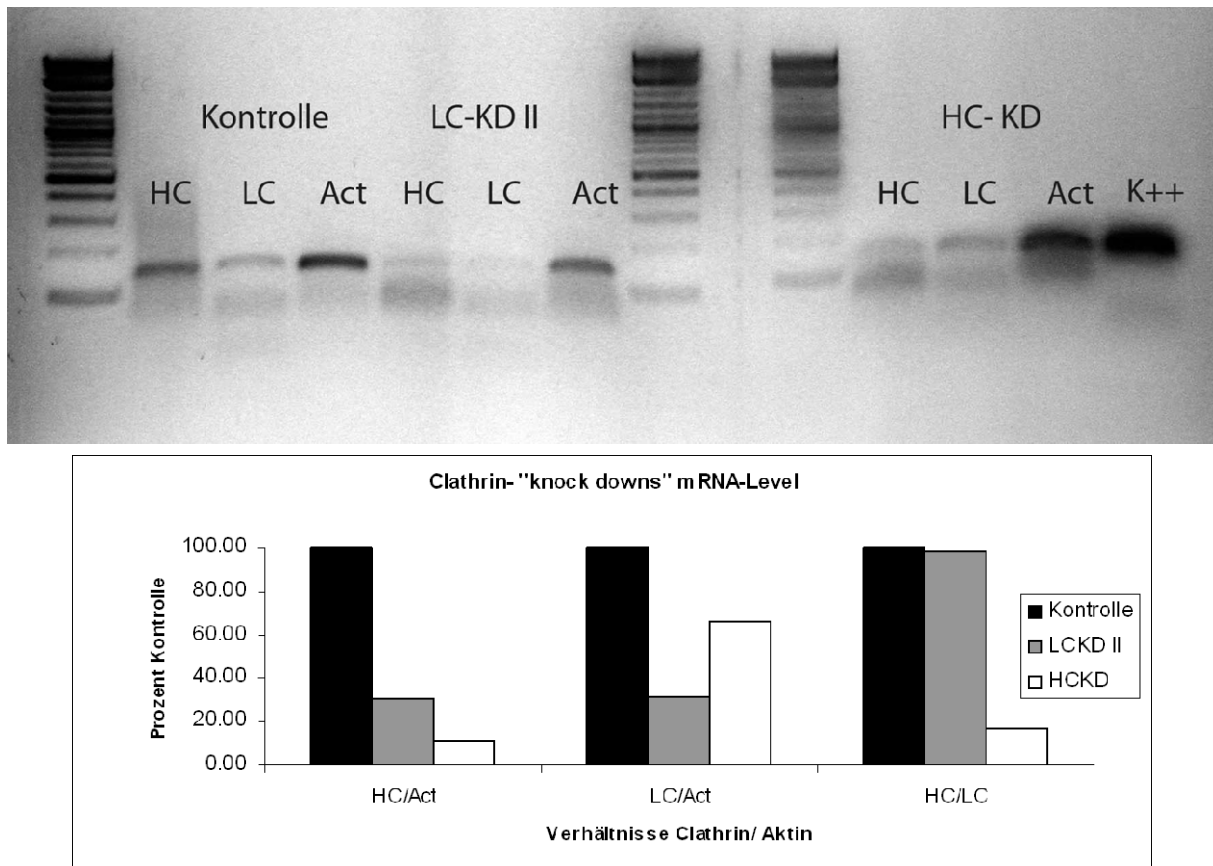 Kontrolle LC-KD II HC- KD
HC LC Act HC LC Act HC LC Act K++
Clathrin- "knock downs" mRNA-Level
Prozent Kontrolle
100.00
80.00
60.00
40.00
20.00
0.00
HC/Act LC/Act HC/LC
Verhältnisse Clathrin/ Aktin
Kontrolle
LCKD II
HCKD